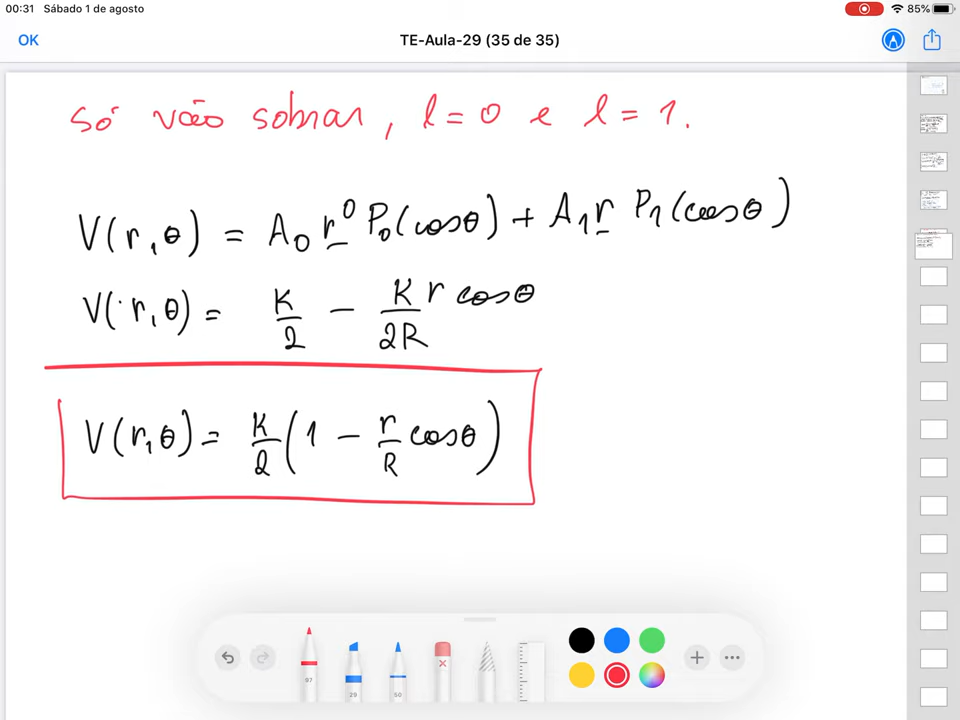 00:31 Sábado 1 de agosto 85%
OK TE-Aula-29 (35 de 35)
Só vão sobrar, l = 0 e l = 1.
V(r,θ) = A₀ r⁰ P₀(cosθ) + A₁ r P₁(cosθ)
V(r,θ) = K/2 − K r cosθ/2R
V(r,θ) = K/2 (1 − r/R cosθ)
97 29 50